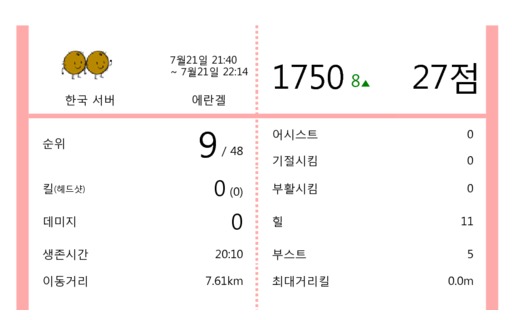 7월21일 21:40
~ 7월21일 22:14
한국 서버
에란겔
1750 8▲
27점
순위 9 / 48
킬(헤드샷) 0 (0)
데미지 0
생존시간 20:10
이동거리 7.61km
어시스트 0
기절시킴 0
부활시킴 0
힐 11
부스트 5
최대거리킬 0.0m